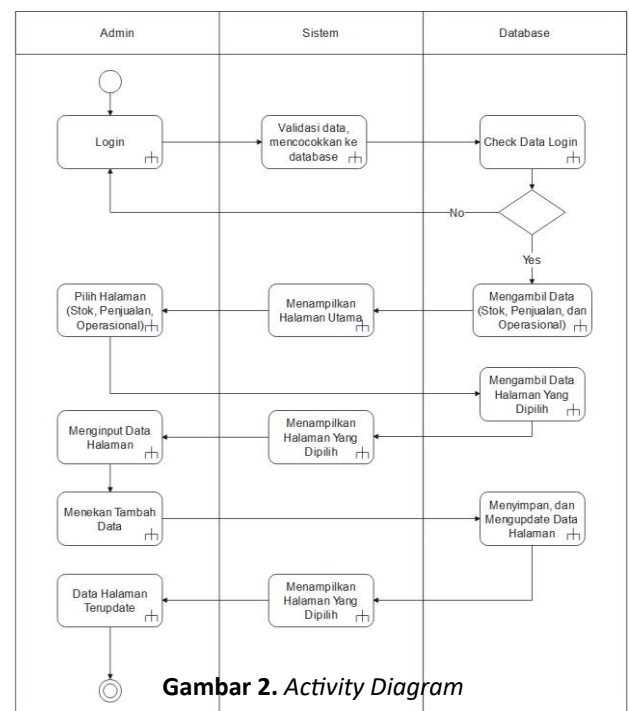 Admin
Sistem
Database
Login
Validasi data,
mencocokkan ke
database
Check Data Login
No
Yes
Pilih Halaman
(Stok, Penjualan,
Operasional)
Menampilkan
Halaman Utama
Mengambil Data
(Stok, Penjualan, dan
Operasional)
Mengambil Data
Halaman Yang
Dipilih
Menginput Data
Halaman
Menampilkan
Halaman Yang
Dipilih
Menekan Tambah
Data
Menyimpan, dan
Mengupdate Data
Halaman
Data Halaman
Terupdate
Menampilkan
Halaman Yang
Dipilih
Gambar 2. Activity Diagram